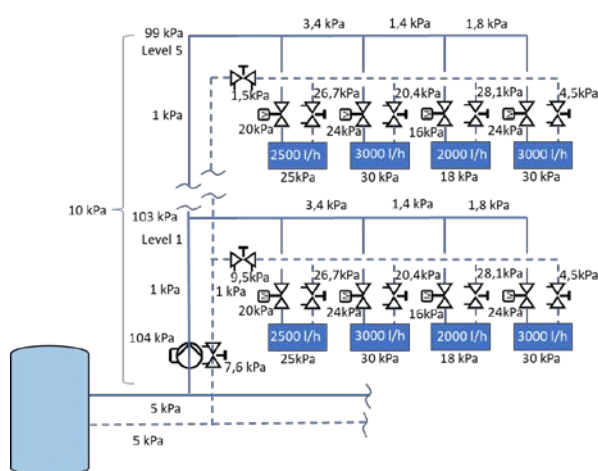 3,4 kPa 1,4 kPa 1,8 kPa
99 kPa
Level 5
1,5kPa 26,7kPa 20,4kPa 28,1kPa 4,5kPa
1 kPa
20kPa 24kPa 16kPa 24kPa
2500 l/h 3000 l/h 2000 l/h 3000 l/h
25kPa 30 kPa 18 kPa 30 kPa
10 kPa
3,4 kPa 1,4 kPa 1,8 kPa
103 kPa
Level 1
9,5kPa 26,7kPa 20,4kPa 28,1kPa 4,5kPa
1 kPa 1 kPa
20kPa 24kPa 16kPa 24kPa
104 kPa
2500 l/h 3000 l/h 2000 l/h 3000 l/h
7,6 kPa
25kPa 30 kPa 18 kPa 30 kPa
5 kPa
5 kPa